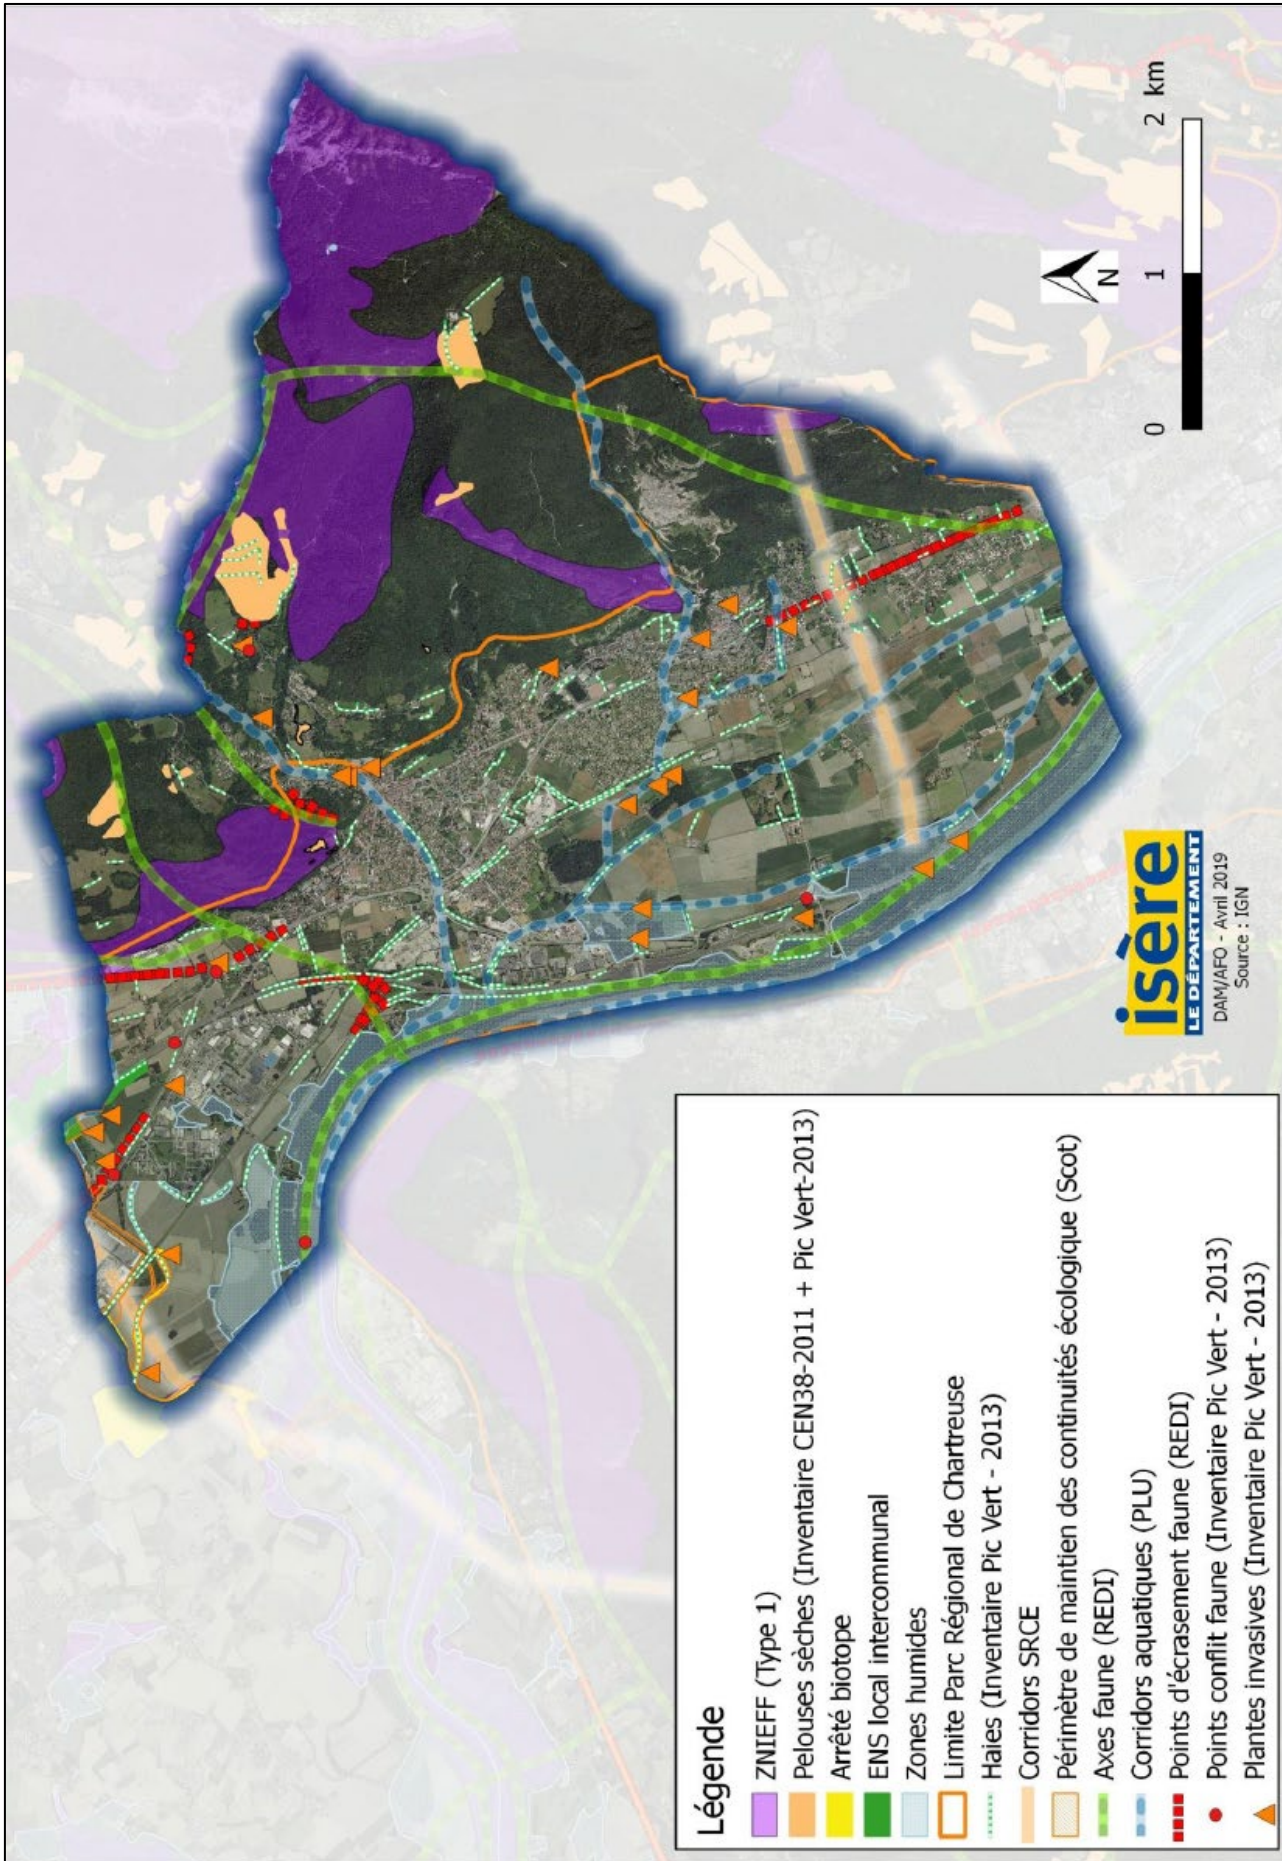 Légende
ZNIEFF (Type 1)
Pelouses sèches (Inventaire CEN38-2011 + Pic Vert-2013)
Arrêté biotope
ENS local intercommunal
Zones humides
Limite Parc Régional de Chartreuse
Haies (Inventaire Pic Vert - 2013)
Corridors SRCE
Périmètre de maintien des continuités écologique (Scot)
Axes faune (REDI)
Corridors aquatiques (PLU)
Points d'écrasement faune (REDI)
Points conflit faune (Inventaire Pic Vert - 2013)
Plantes invasives (Inventaire Pic Vert - 2013)
isère
LE DÉPARTEMENT
DAM/AFO - Avril 2019
Source : IGN
N
0 1 2 km